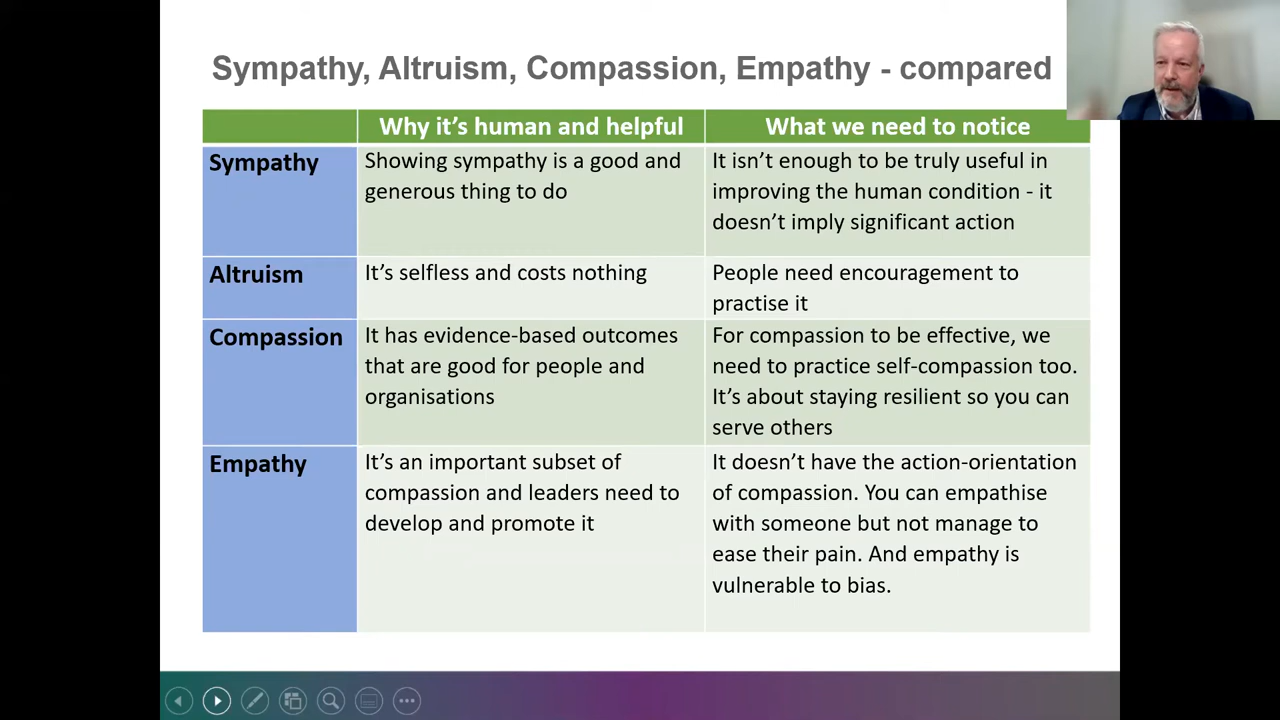 Sympathy, Altruism, Compassion, Empathy - compared
Why it's human and helpful
What we need to notice
Sympathy
Showing sympathy is a good and
generous thing to do
It isn't enough to be truly useful in
improving the human condition - it
doesn't imply significant action
Altruism
It's selfless and costs nothing
People need encouragement to
practise it
Compassion
It has evidence-based outcomes
that are good for people and
organisations
For compassion to be effective, we
need to practice self-compassion too.
It's about staying resilient so you can
serve others
Empathy
It's an important subset of
compassion and leaders need to
develop and promote it
It doesn't have the action-orientation
of compassion. You can empathise
with someone but not manage to
ease their pain. And empathy is
vulnerable to bias.